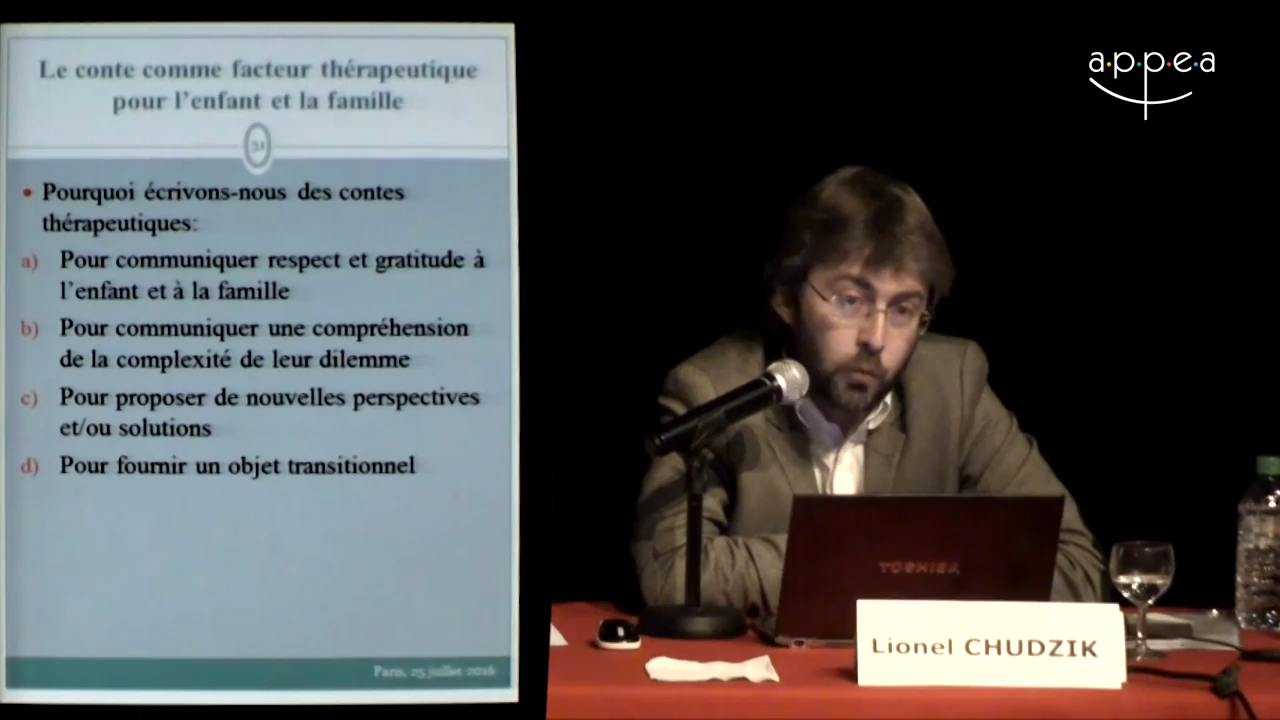 Le conte comme facteur thérapeutique
pour l'enfant et la famille
31
• Pourquoi écrivons-nous des contes
thérapeutiques:
a) Pour communiquer respect et gratitude à
l'enfant et à la famille
b) Pour communiquer une compréhension
de la complexité de leur dilemme
c) Pour proposer de nouvelles perspectives
et/ou solutions
d) Pour fournir un objet transitionnel
Paris, 25 juillet 2016
a·p·p·e·a
TOSHIBA
Lionel CHUDZIK